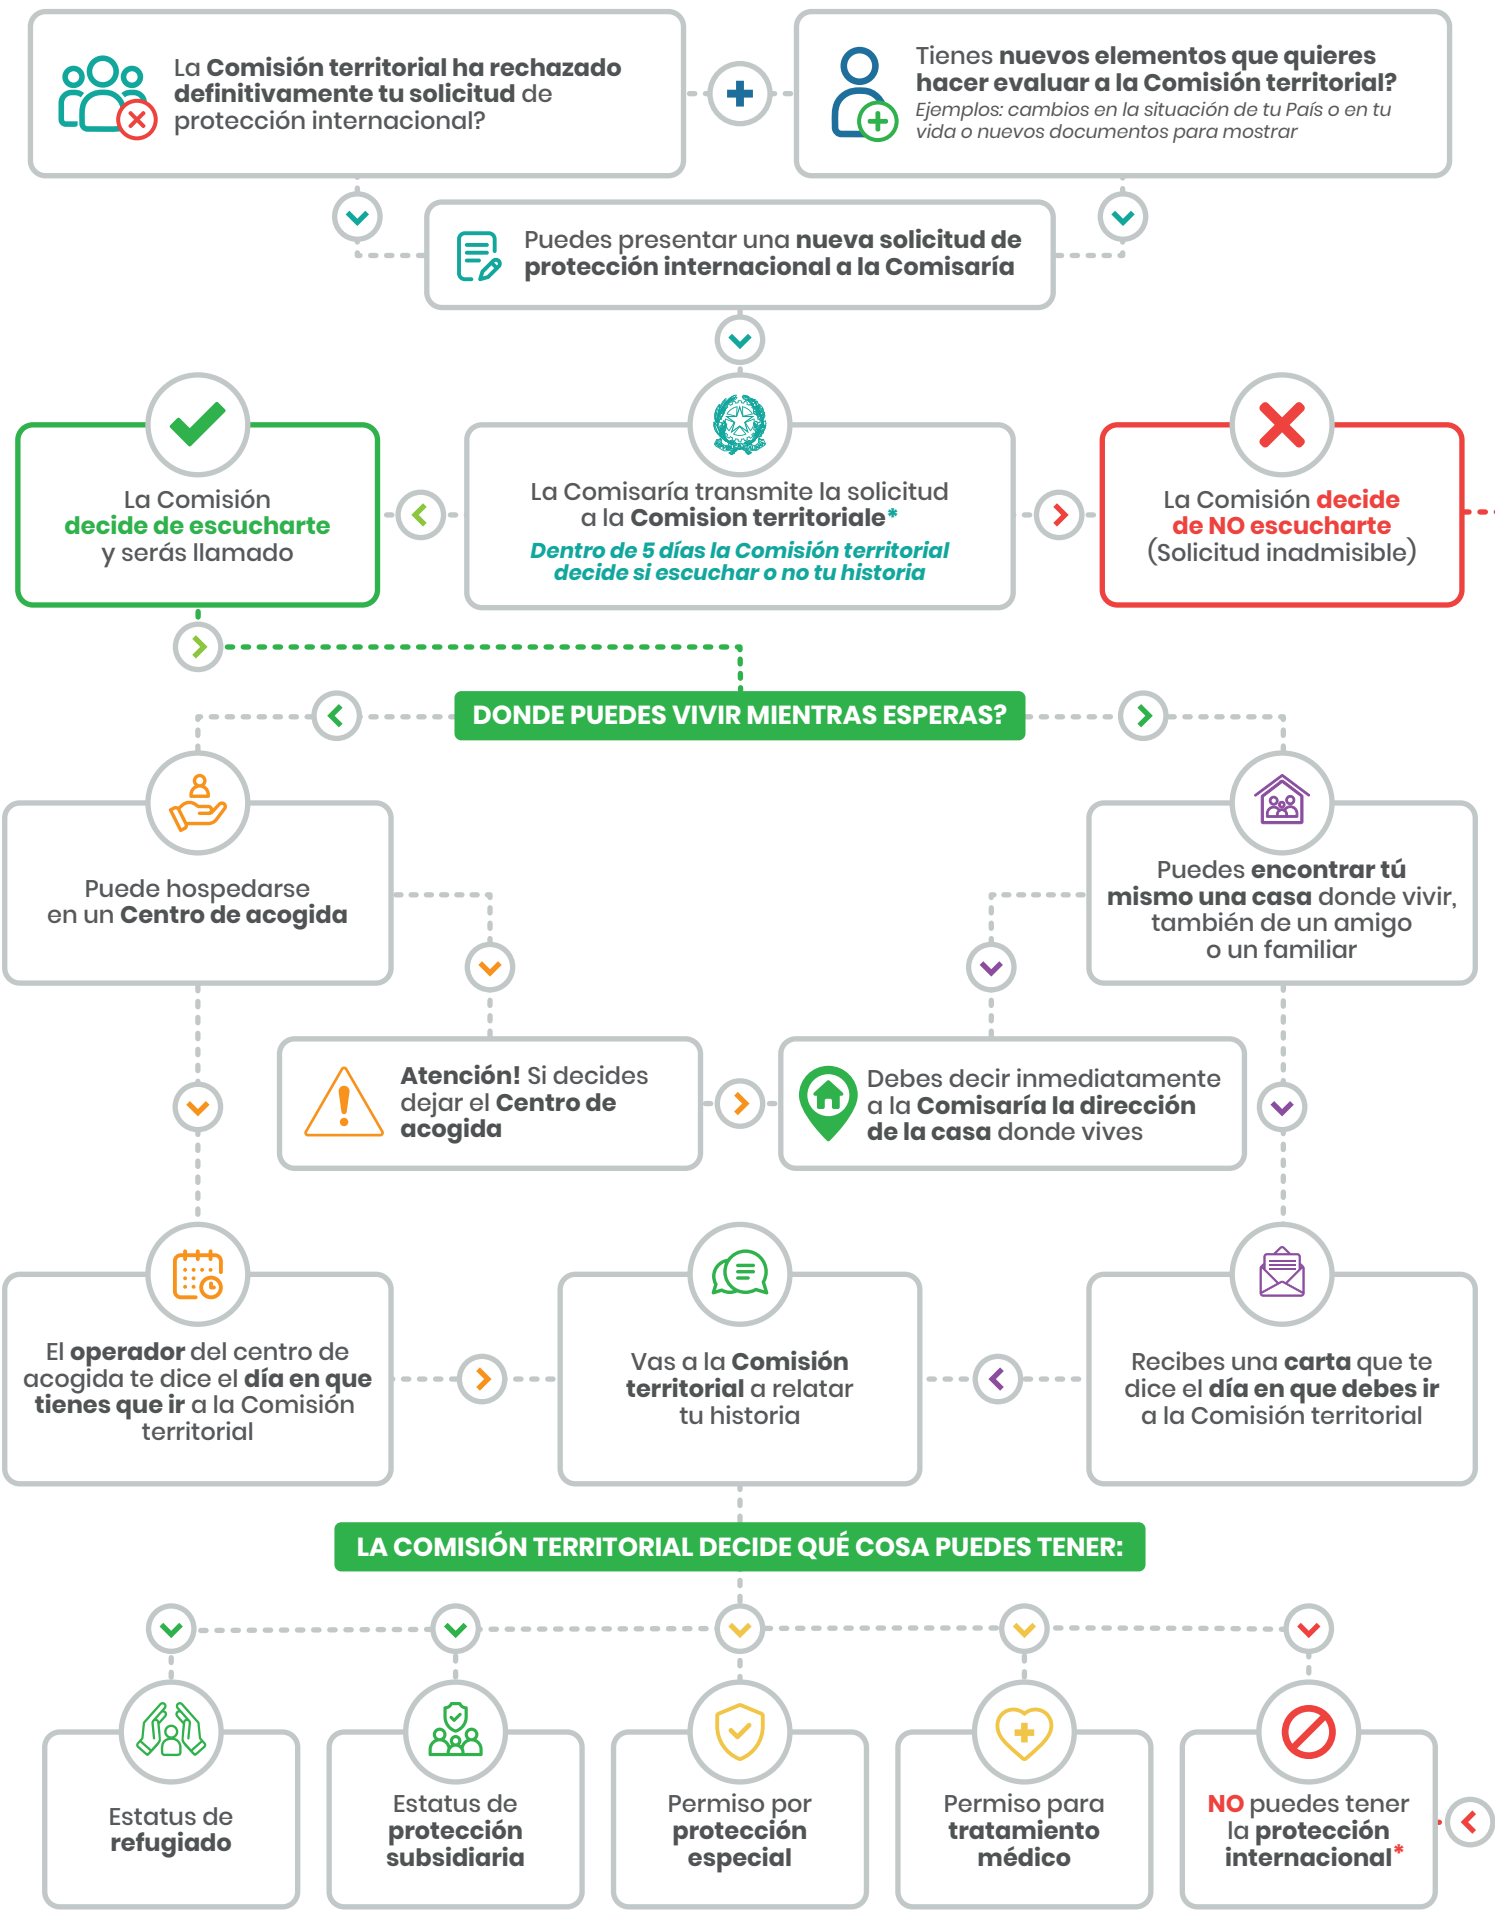 La Comisión territorial ha rechazado
definitivamente tu solicitud de
protección internacional?
Tienes nuevos elementos que quieres
hacer evaluar a la Comisión territorial?
Ejemplos: cambios en la situación de tu País o en tu
vida o nuevos documentos para mostrar
Puedes presentar una nueva solicitud de
protección internacional a la Comisaría
La Comisión
decide de escucharte
y serás llamado
La Comisaría transmite la solicitud
a la Comision territoriale*
Dentro de 5 días la Comisión territorial
decide si escuchar o no tu historia
La Comisión decide
de NO escucharte
(Solicitud inadmisible)
DONDE PUEDES VIVIR MIENTRAS ESPERAS?
Puede hospedarse
en un Centro de acogida
Puedes encontrar tú
mismo una casa donde vivir,
también de un amigo
o un familiar
Atención! Si decides
dejar el Centro de
acogida
Debes decir inmediatamente
a la Comisaría la dirección
de la casa donde vives
El operador del centro de
acogida te dice el día en que
tienes que ir a la Comisión
territorial
Vas a la Comisión
territorial a relatar
tu historia
Recibes una carta que te
dice el día en que debes ir
a la Comisión territorial
LA COMISIÓN TERRITORIAL DECIDE QUÉ COSA PUEDES TENER:
Estatus de
refugiado
Estatus de
protección
subsidiaria
Permiso por
protección
especial
Permiso para
tratamiento
médico
NO puedes tener
la protección
internacional*